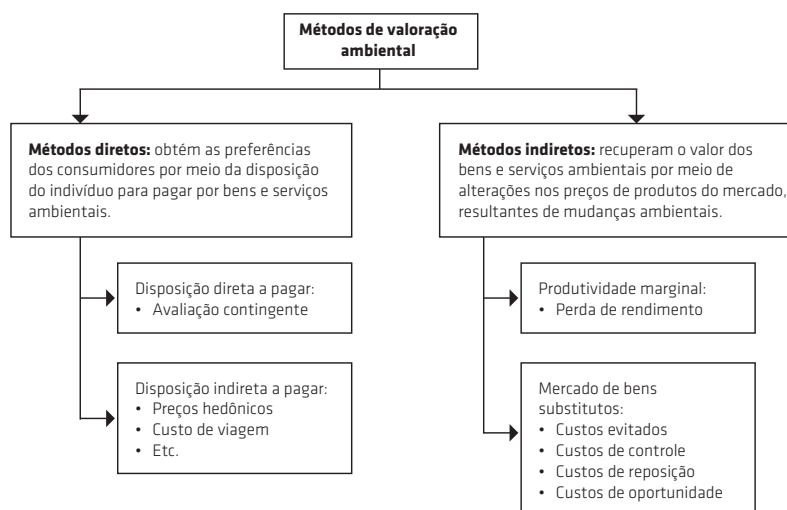 Métodos de valoração
ambiental
Métodos diretos: obtém as preferências
dos consumidores por meio da disposição
do indivíduo para pagar por bens e serviços
ambientais.
Disposição direta a pagar:
• Avaliação contingente
Disposição indireta a pagar:
• Preços hedônicos
• Custo de viagem
• Etc.
Métodos indiretos: recuperam o valor dos
bens e serviços ambientais por meio de
alterações nos preços de produtos do mercado,
resultantes de mudanças ambientais.
Produtividade marginal:
• Perda de rendimento
Mercado de bens
substitutos:
• Custos evitados
• Custos de controle
• Custos de reposição
• Custos de oportunidade